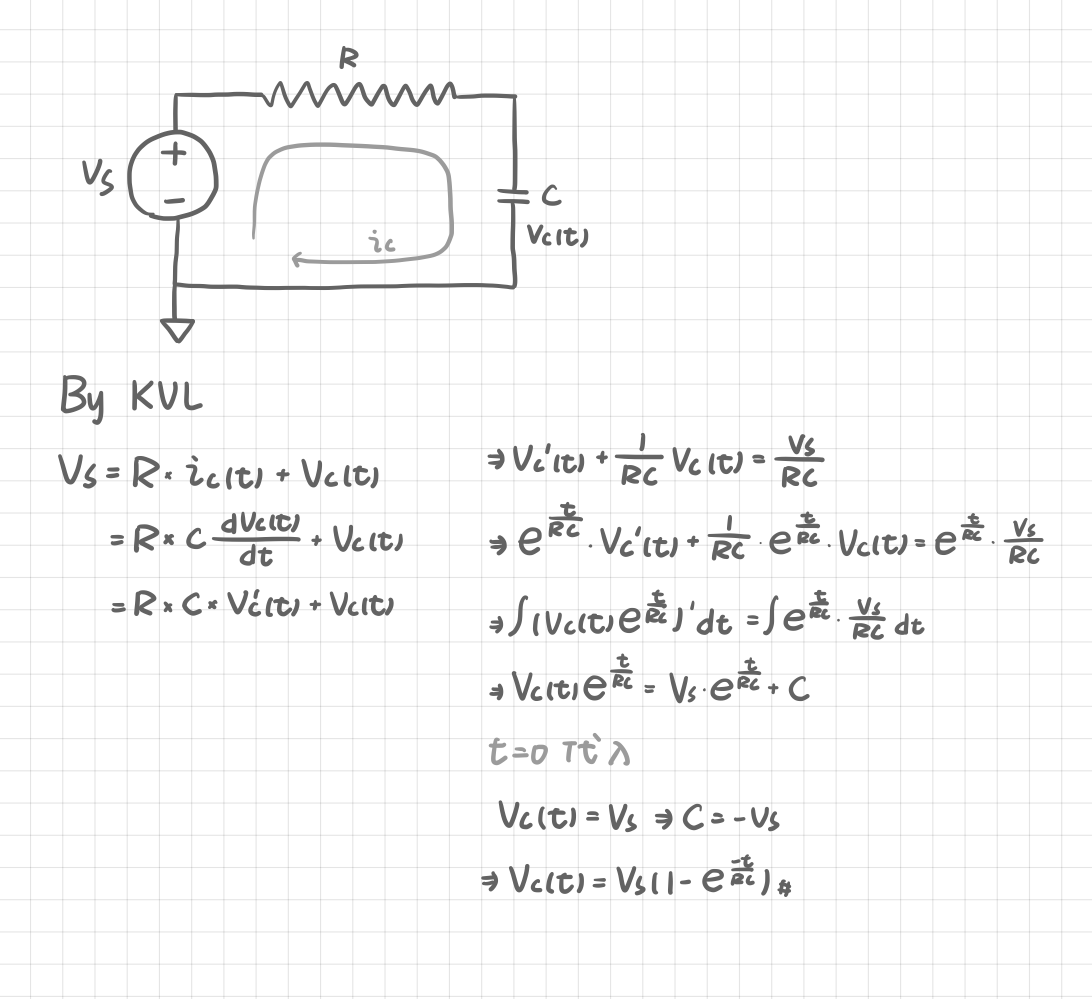 R
+
Vs
−
C
Vc(t)
ic
By KVL
Vs = R × ic(t) + Vc(t)
= R × C dVc(t)/dt + Vc(t)
= R × C × Vc'(t) + Vc(t)
⇒ Vc'(t) + 1/RC Vc(t) = Vs/RC
⇒ e^(t/RC) · Vc'(t) + 1/RC · e^(t/RC) · Vc(t) = e^(t/RC) · Vs/RC
⇒ ∫(Vc(t)e^(t/RC))'dt = ∫e^(t/RC) · Vs/RC dt
⇒ Vc(t)e^(t/RC) = Vs · e^(t/RC) + C
t=0 代入
Vc(t) = Vs ⇒ C = -Vs
⇒ Vc(t) = Vs(1 - e^(-t/RC)) #